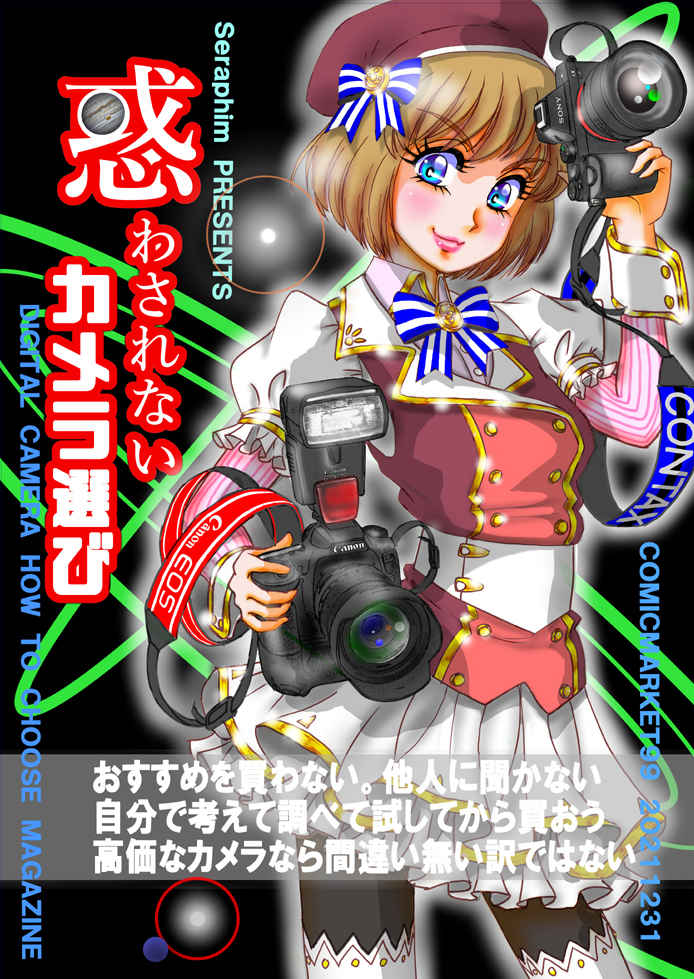 Seraphim PRESENTS
惑わされない
カメラ選び
DIGITAL CAMERA HOW TO CHOOSE MAGAZINE
SONY
CONTAX
Canon
Canon EOS
COMICMARKET99 20211231
おすすめを買わない。他人に聞かない
自分で考えて調べて試してから買おう
高価なカメラなら間違い無い訳ではない